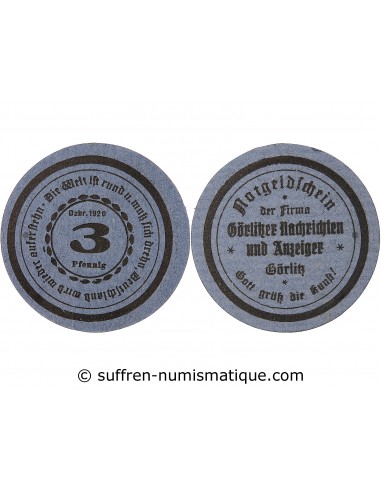 Die Welt ist rund u. muß sich drehn, Deutschland wird wieder auferstehn.
Dzbr. 1920
3
Pfennig
Notgeldschein
der Firma
Görlitzer Nachrichten
und Anzeiger
Görlitz
Gott grüß die Kunst!
© suffren-numismatique.com